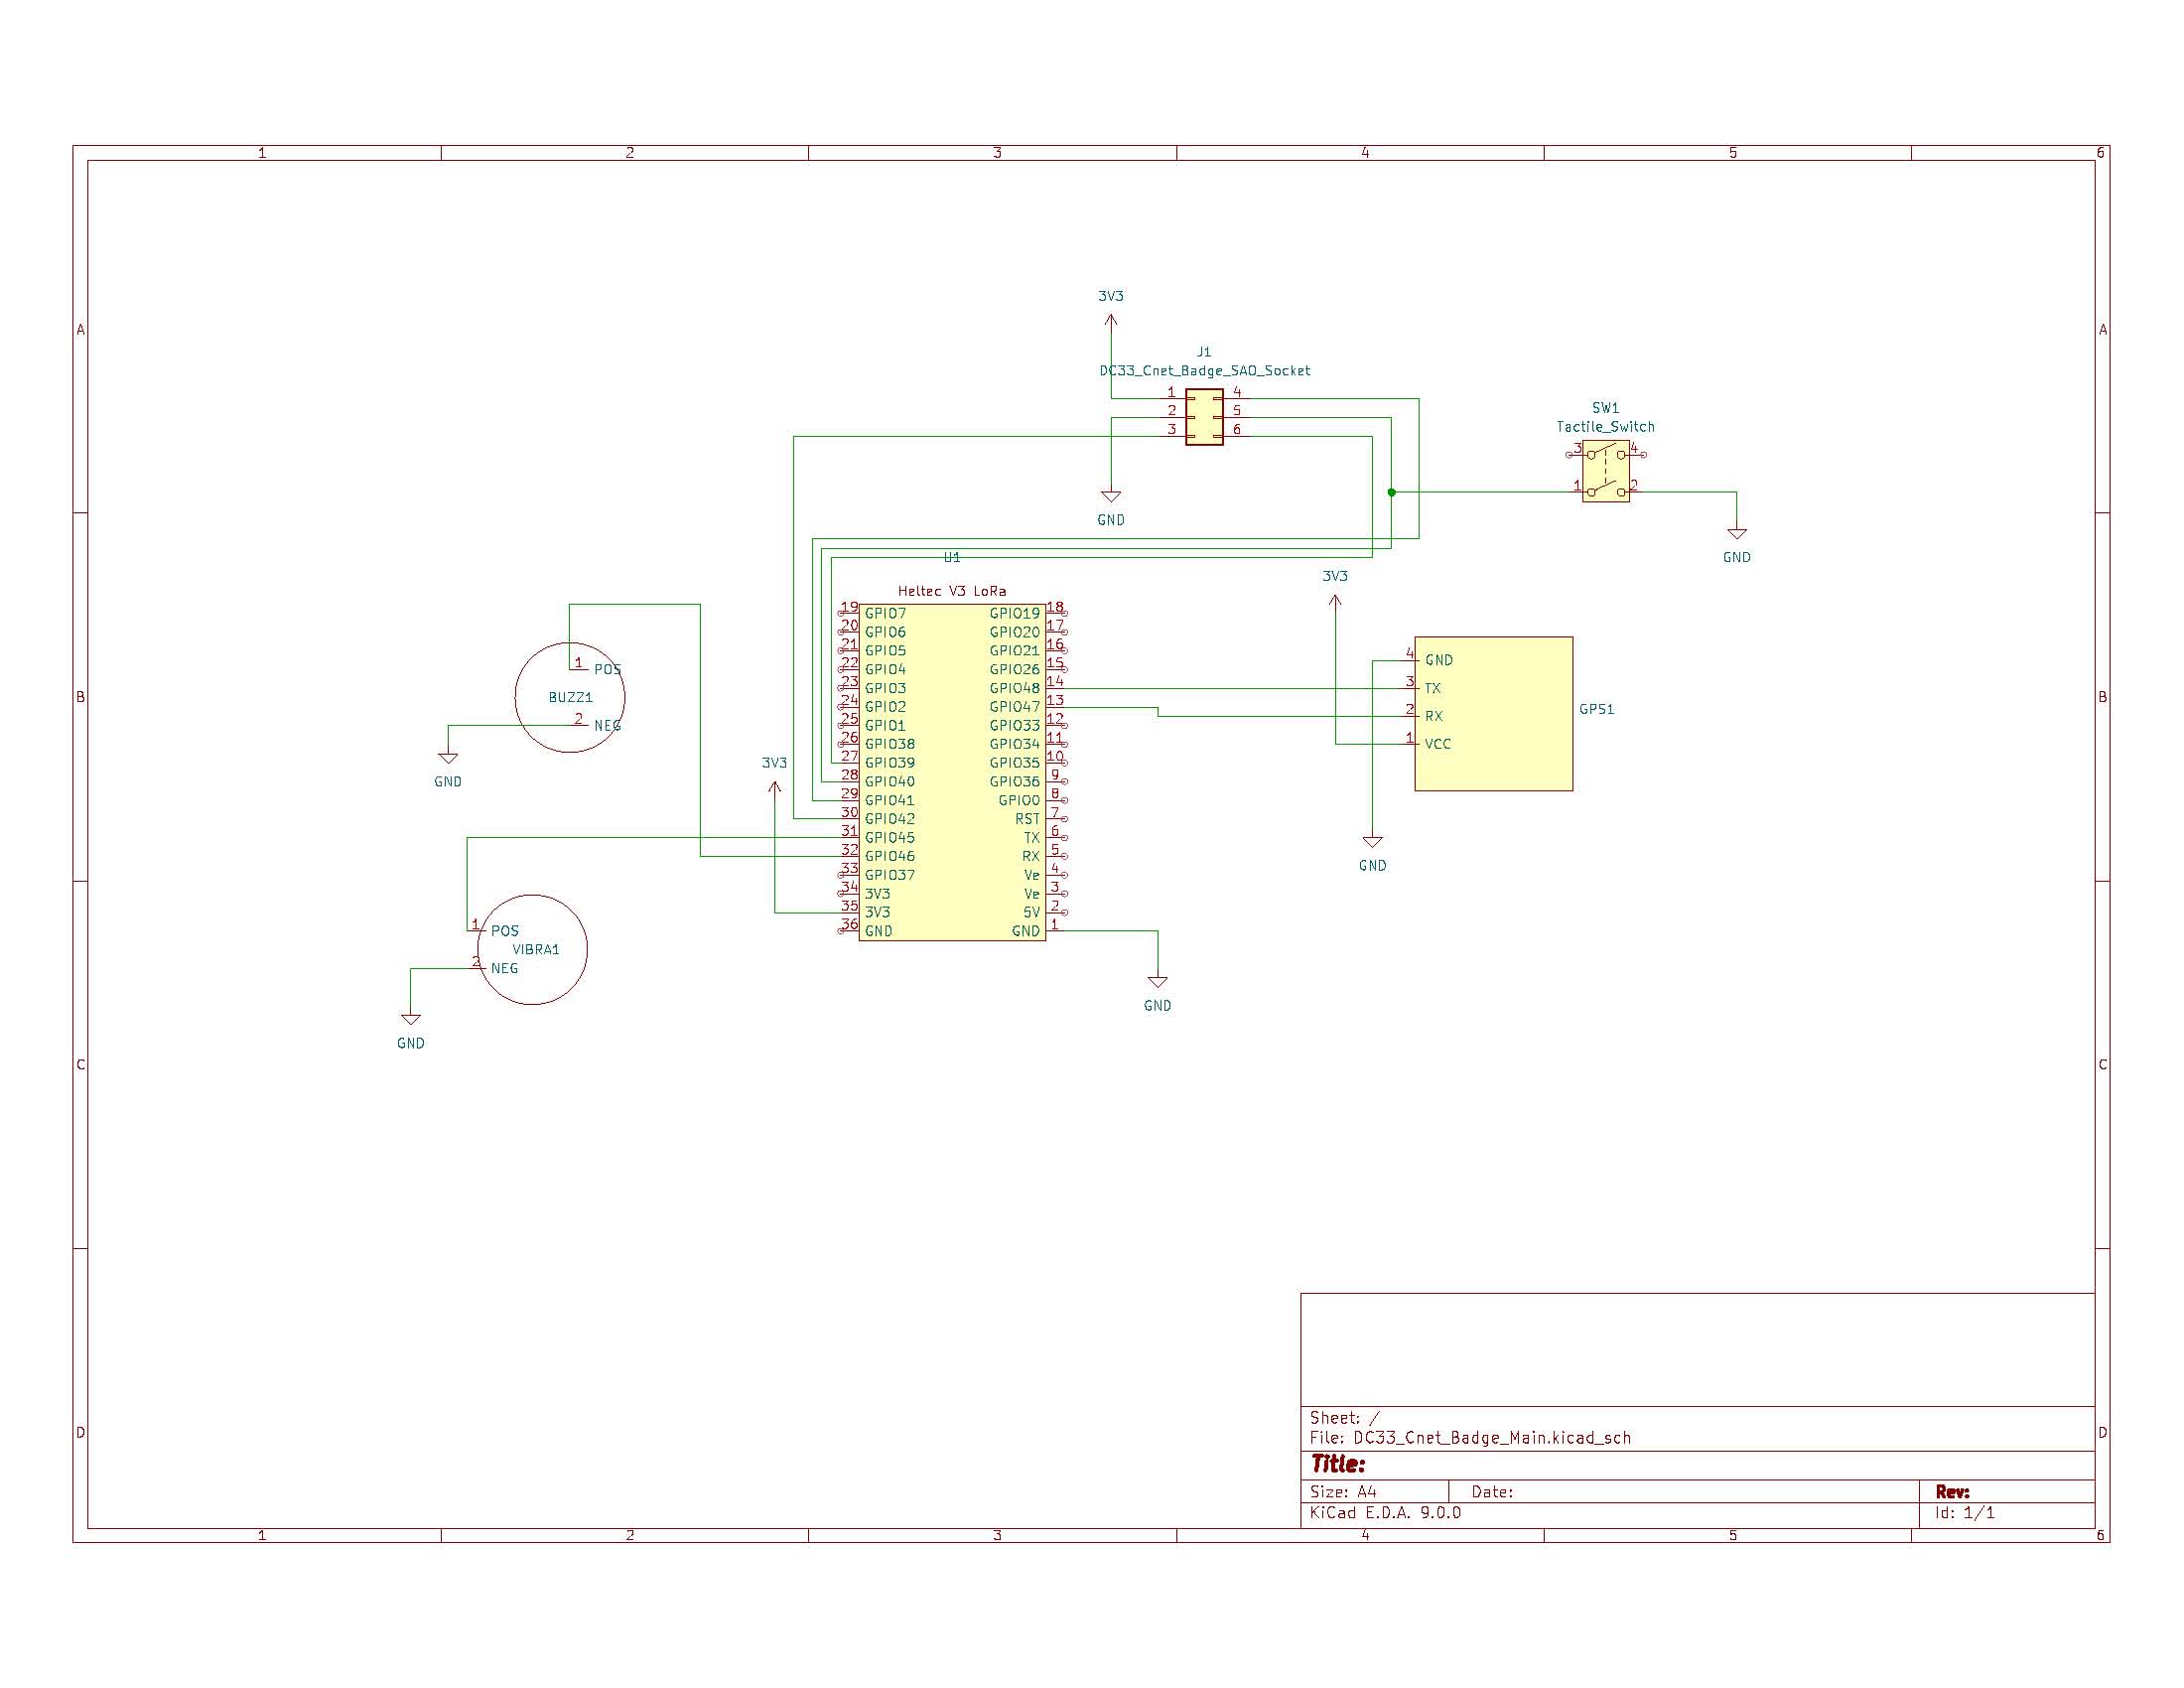 1 2 3 4 5 6
A
A
3V3
J1
DC33_Cnet_Badge_SAO_Socket
1 4
2 5
3 6
GND
SW1
Tactile_Switch
3 4
1 2
GND
U1
Heltec V3 LoRa
19 GPIO7 GPIO19 18
20 GPIO6 GPIO20 17
21 GPIO5 GPIO21 16
22 GPIO4 GPIO26 15
23 GPIO3 GPIO48 14
24 GPIO2 GPIO47 13
25 GPIO1 GPIO33 12
26 GPIO38 GPIO34 11
27 GPIO39 GPIO35 10
28 GPIO40 GPIO36 9
29 GPIO41 GPIO0 8
30 GPIO42 RST 7
31 GPIO45 TX 6
32 GPIO46 RX 5
33 GPIO37 Ve 4
34 3V3 Ve 3
35 3V3 5V 2
36 GND GND 1
3V3
GND
3V3
4 GND
3 TX
2 RX
1 VCC
GPS1
GND
B
B
1 POS
BUZZ1
2 NEG
GND
1 POS
VIBRA1
2 NEG
GND
C
C
D
D
Sheet: /
File: DC33_Cnet_Badge_Main.kicad_sch
Title:
Size: A4 Date: Rev:
KiCad E.D.A. 9.0.0 Id: 1/1
1 2 3 4 5 6